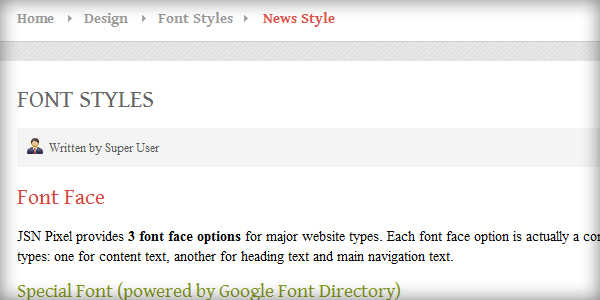 Home Design Font Styles News Style
FONT STYLES
Written by Super User
Font Face
JSN Pixel provides 3 font face options for major website types. Each font face option is actually a
types: one for content text, another for heading text and main navigation text.
Special Font (powered by Google Font Directory)